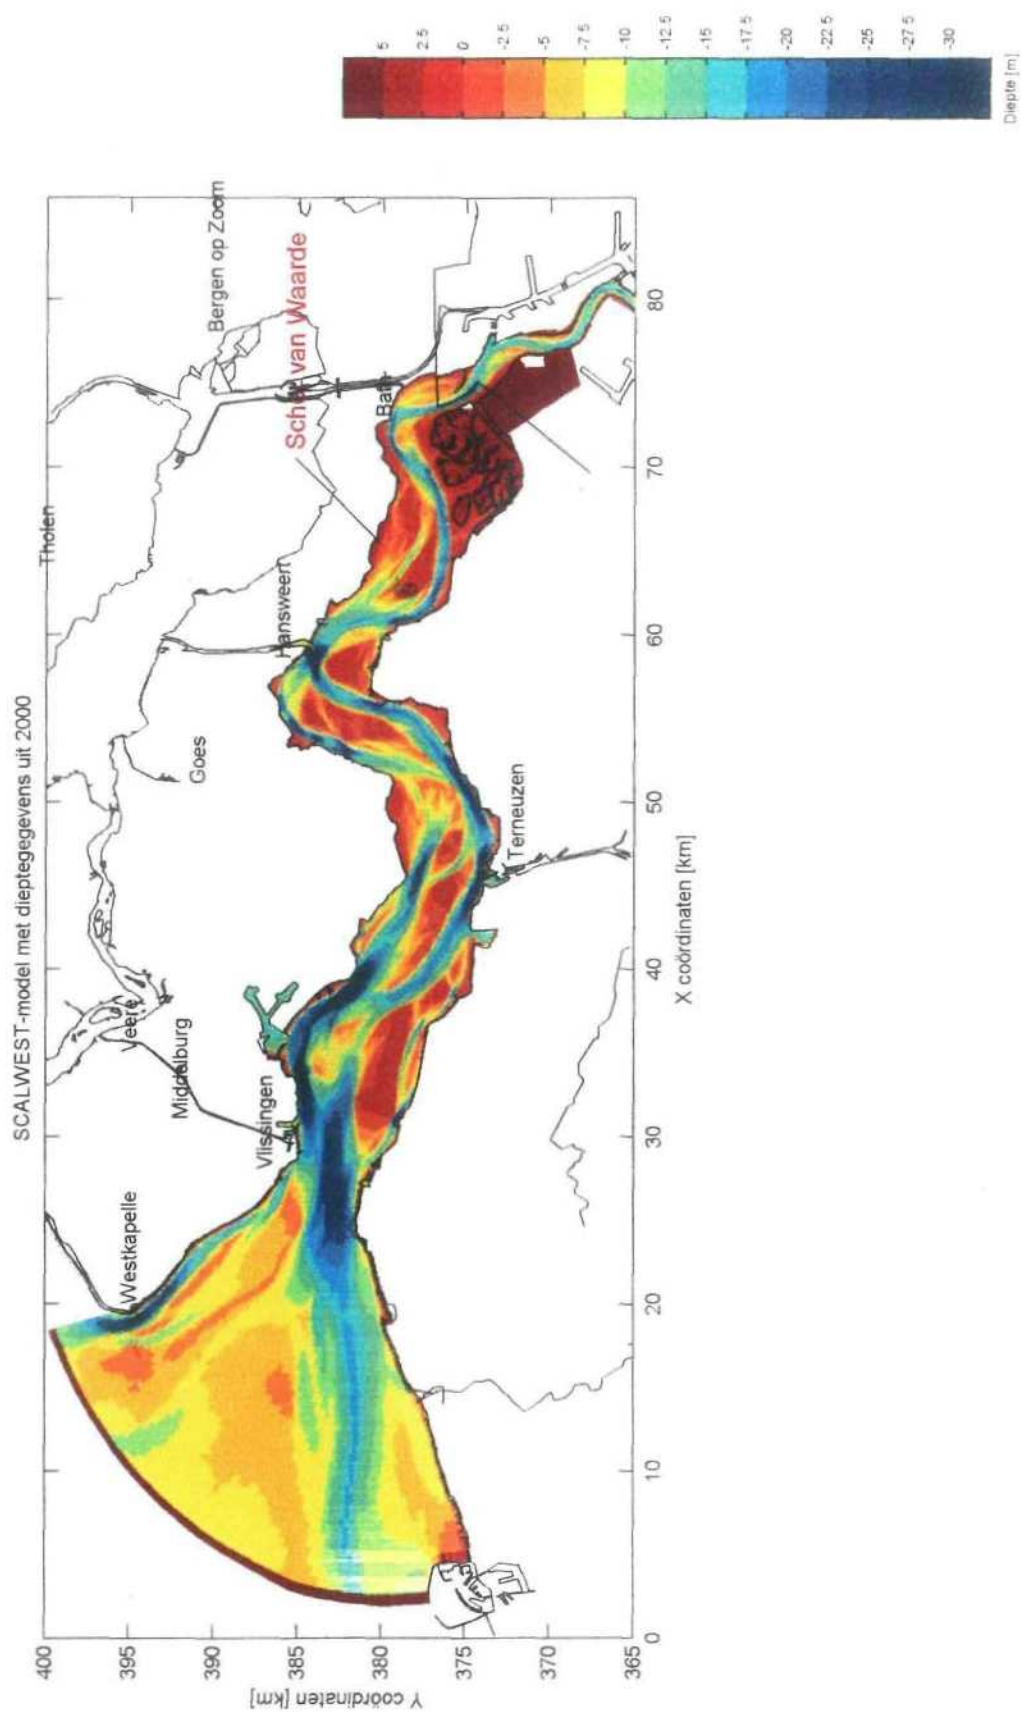 SCALWEST-model met dieptegegevens uit 2000
Tholen
Bergen op Zoom
Schor van Waarde
Bath
Hansweert
Goes
Veere
Middelburg
Vlissingen
Westkapelle
Terneuzen
Y coördinaten [km]
400
395
390
385
380
375
370
365
X coördinaten [km]
0
10
20
30
40
50
60
70
80
5
2.5
0
-2.5
-5
-7.5
-10
-12.5
-15
-17.5
-20
-22.5
-25
-27.5
-30
Diepte [m]